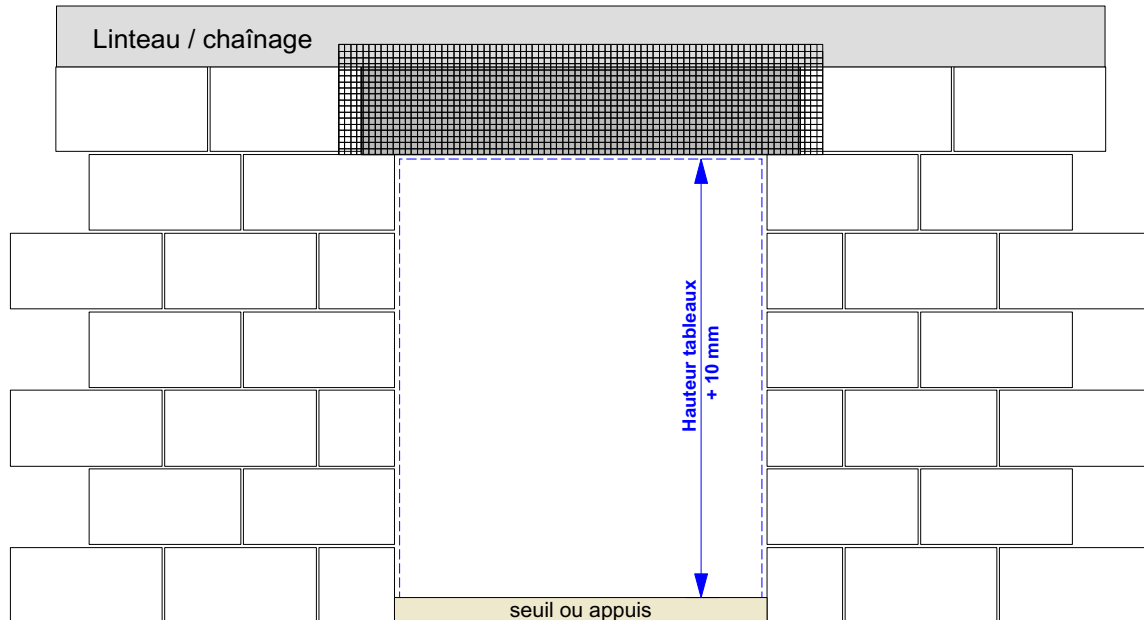 Linteau / chaînage
Hauteur tableaux
+ 10 mm
seuil ou appuis